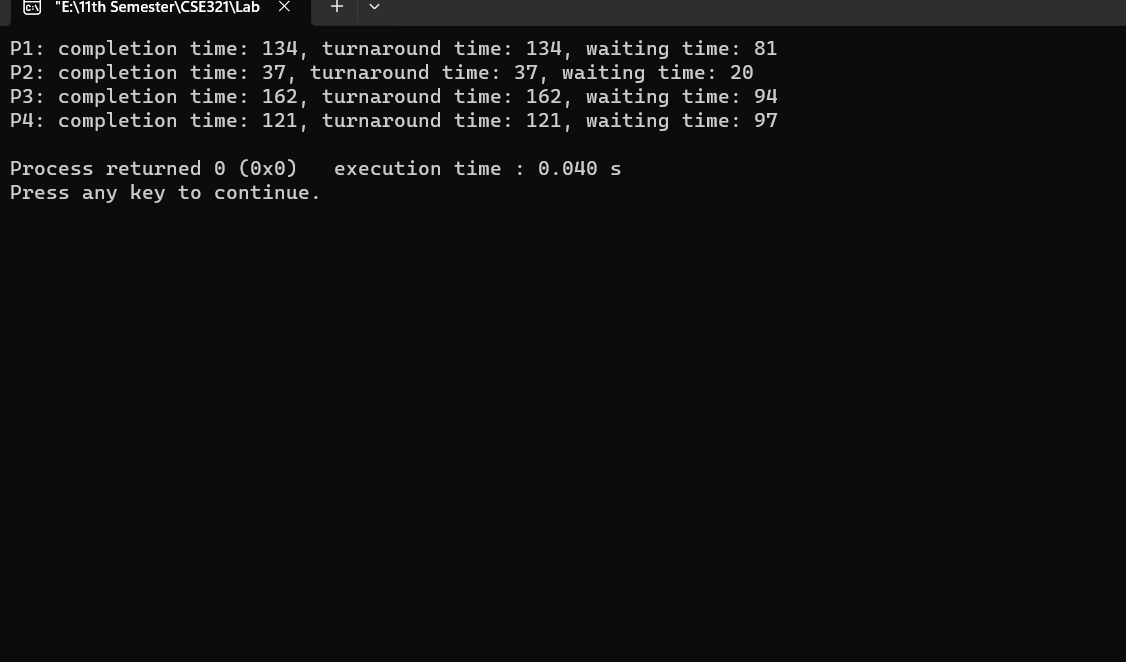 "E:\11th Semester\CSE321\Lab
P1: completion time: 134, turnaround time: 134, waiting time: 81
P2: completion time: 37, turnaround time: 37, waiting time: 20
P3: completion time: 162, turnaround time: 162, waiting time: 94
P4: completion time: 121, turnaround time: 121, waiting time: 97
Process returned 0 (0x0)   execution time : 0.040 s
Press any key to continue.